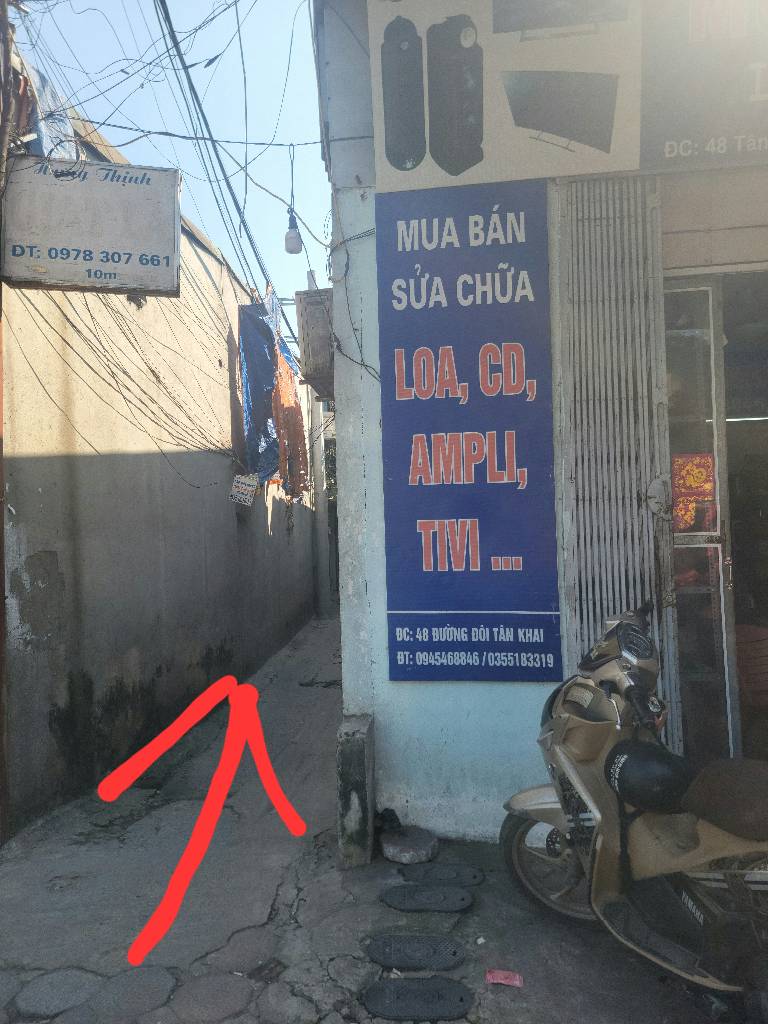 Hưng Thịnh
ĐT: 0978 307 661
10m
ĐC: 48 Tân
MUA BÁN
SỬA CHỮA
LOA, CD,
AMPLI,
TIVI ...
ĐC: 48 ĐƯỜNG ĐÔI TÂN KHAI
ĐT: 0945468846 / 0355183319
YAMAHA